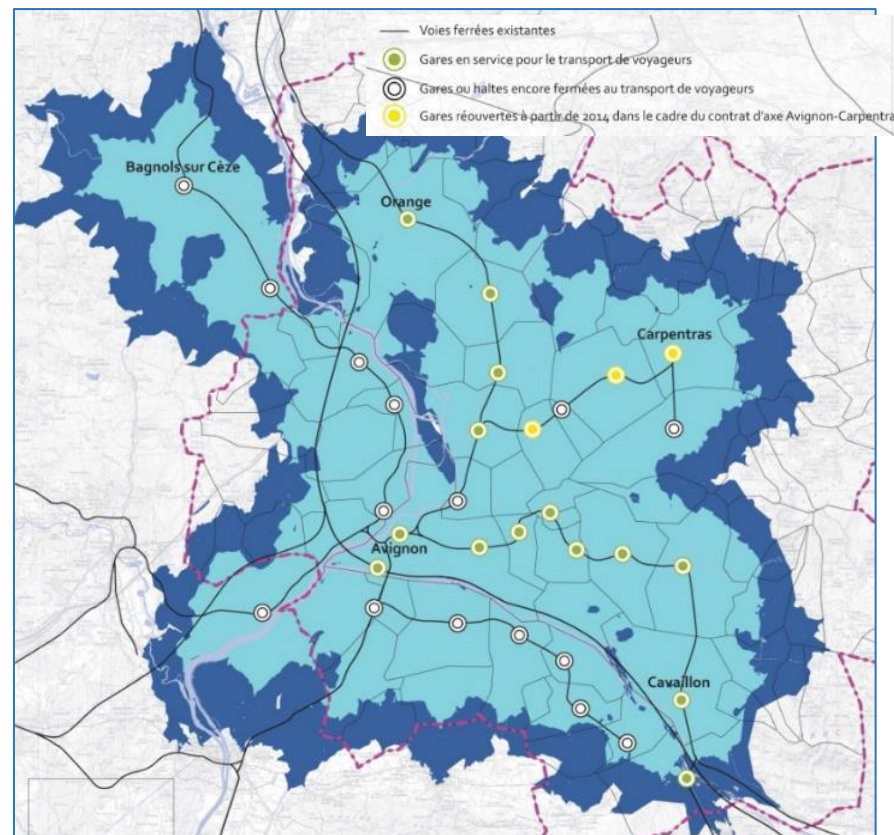 Voies ferrées existantes
Gares en service pour le transport de voyageurs
Gares ou haltes encore fermées au transport de voyageurs
Gares réouvertes à partir de 2014 dans le cadre du contrat d'axe Avignon-Carpentra
Bagnols sur Cèze
Orange
Carpentras
Avignon
Cavaillon